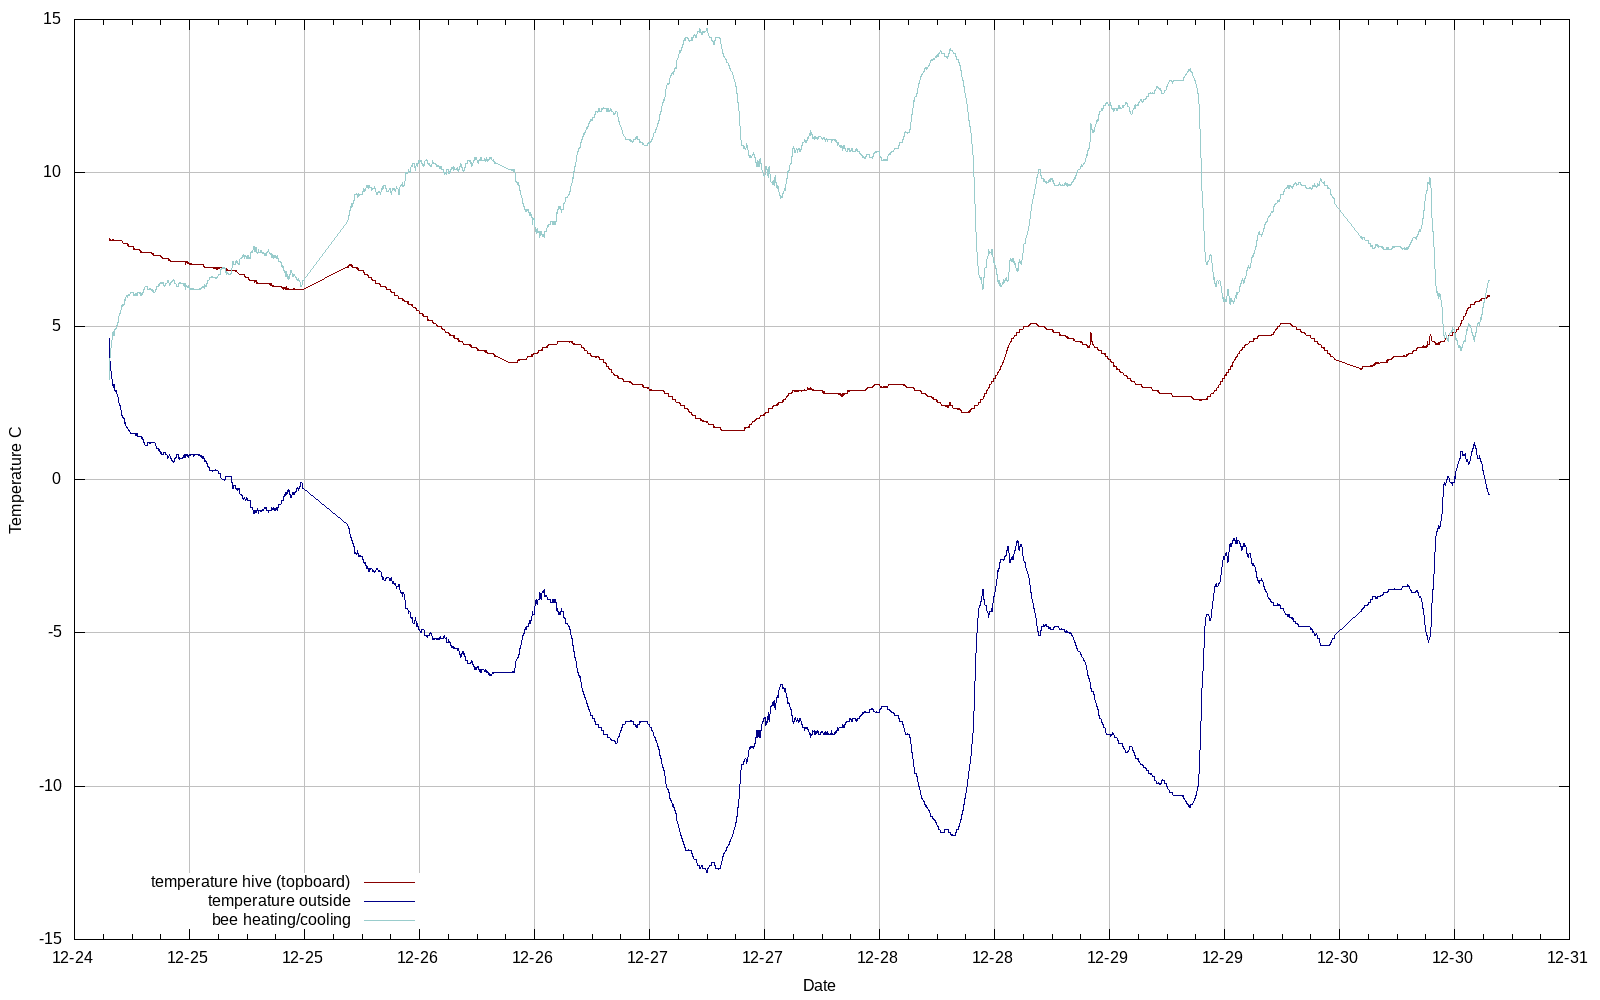 15
10
5
0
-5
-10
-15
Temperature C
temperature hive (topboard)
temperature outside
bee heating/cooling
12-24 12-25 12-25 12-26 12-26 12-27 12-27 12-28 12-28 12-29 12-29 12-30 12-30 12-31
Date